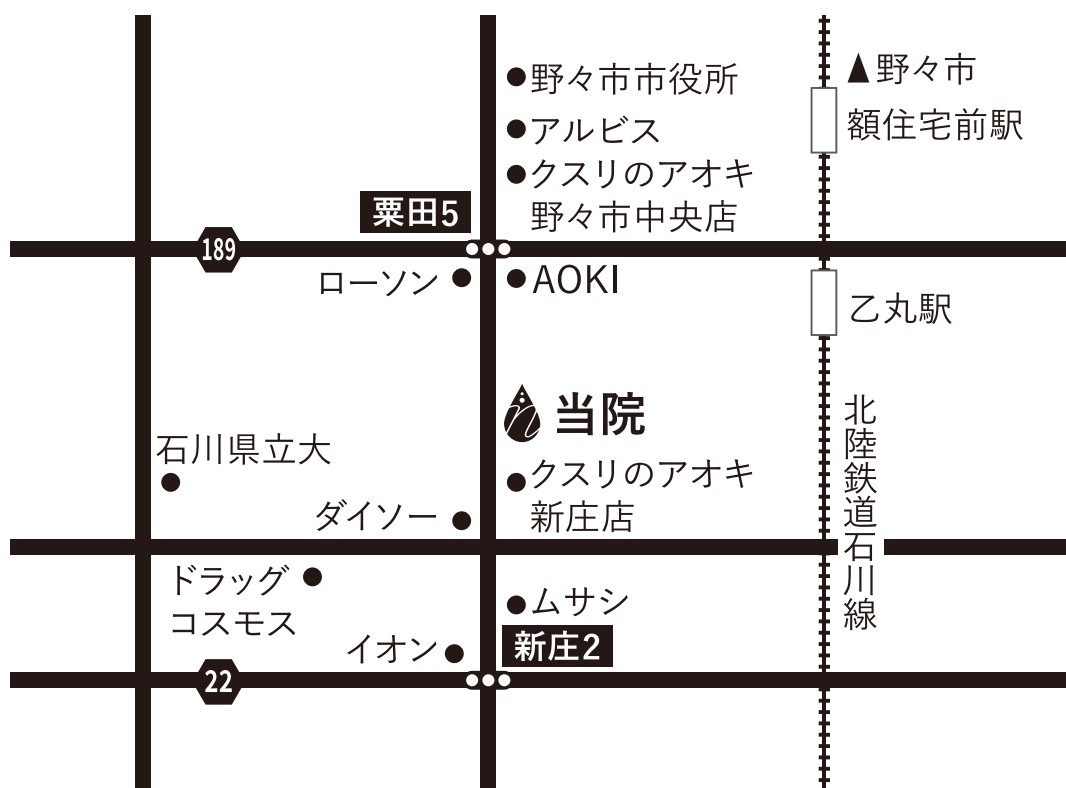 野々市市役所
▲野々市
額住宅前駅
アルビス
クスリのアオキ
野々市中央店
粟田5
189
ローソン
AOKI
乙丸駅
当院
北陸鉄道石川線
石川県立大
クスリのアオキ
新庄店
ダイソー
ドラッグ
コスモス
ムサシ
新庄2
イオン
22